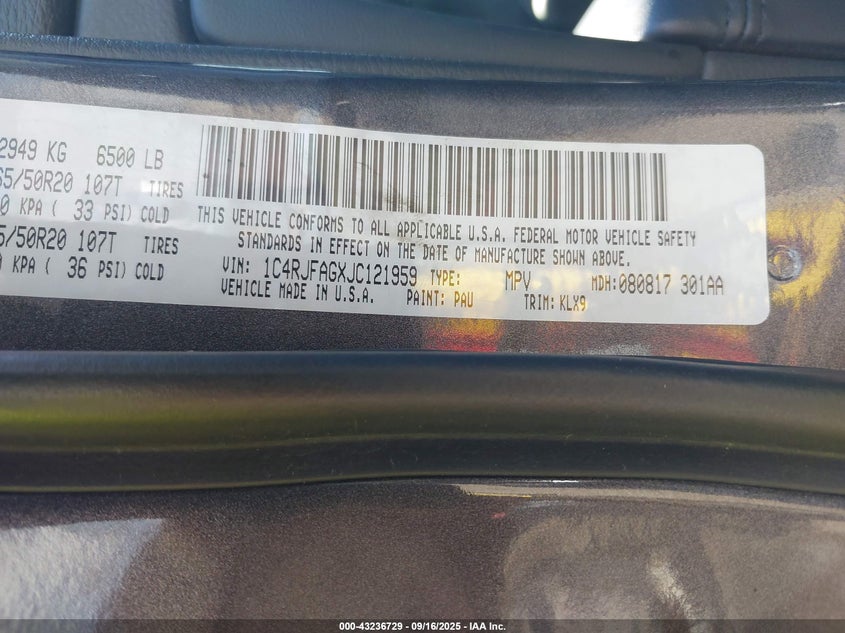 2949 KG 6500 LB
65/50R20 107T TIRES
0 KPA ( 33 PSI) COLD
5/50R20 107T TIRES
0 KPA ( 36 PSI) COLD
THIS VEHICLE CONFORMS TO ALL APPLICABLE U.S.A. FEDERAL MOTOR VEHICLE SAFETY
STANDARDS IN EFFECT ON THE DATE OF MANUFACTURE SHOWN ABOVE.
VIN: 1C4RJFAGXJC121959 TYPE: MPV MDH: 080817 301AA
VEHICLE MADE IN U.S.A. PAINT: PAU TRIM: KLX9
000-43236729 - 09/16/2025 - IAA Inc.